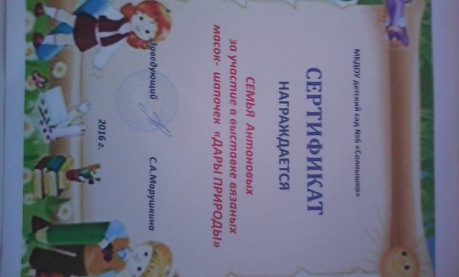 МБДОУ детский сад №6 «Солнышко»
СЕРТИФИКАТ
НАГРАЖДАЕТСЯ
СЕМЬЯ Антоновых
за участие в выставке вязаных
масок- шапочек «ДАРЫ ПРИРОДЫ»
Заведующий С.А.Марушкина
2016 г.